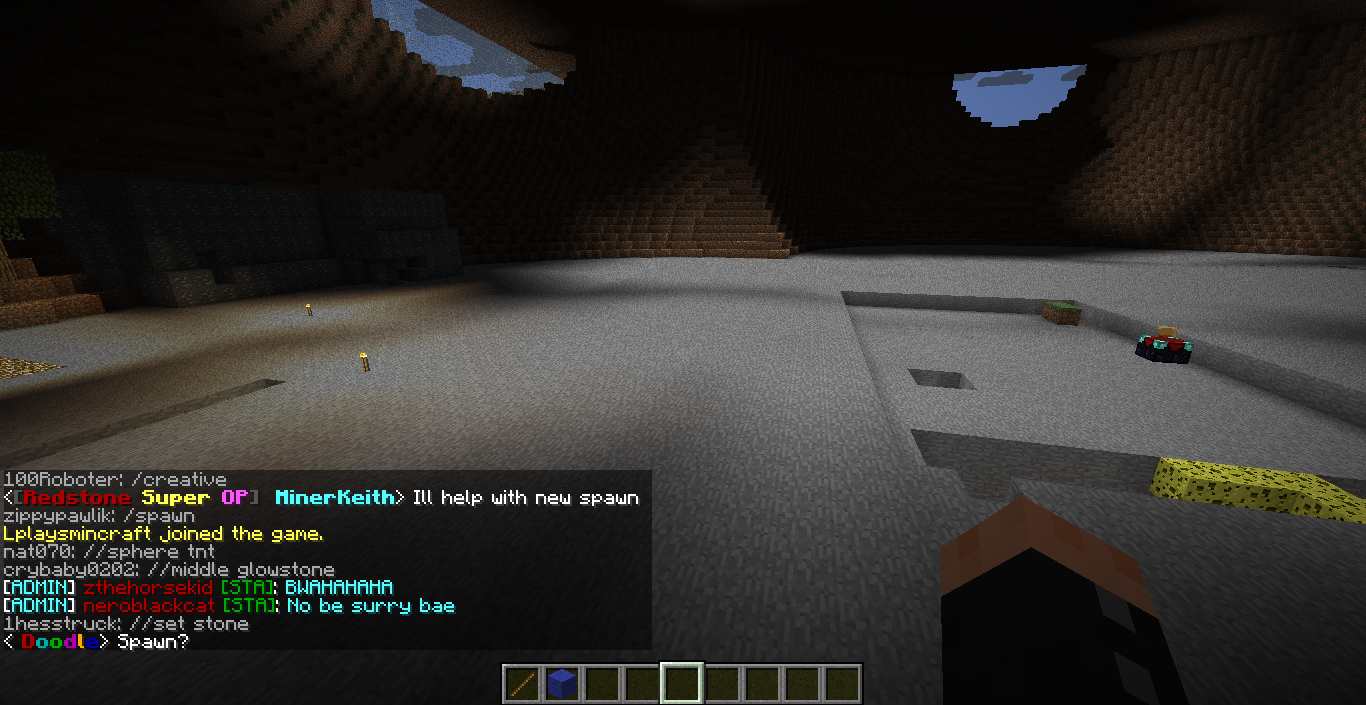 100Roboter: /creative
<[Redstone Super OP] MinerKeith> Ill help with new spawn
zippypawlik: /spawn
Lplaysmincraft joined the game.
nat070: //sphere tnt
crybaby0202: //middle glowstone
[ADMIN] zthehorsekid [STA]: BWAHAHAHA
[ADMIN] neroblackcat [STA]: No be surry bae
1hesstruck: //set stone
< Doodle> Spawn?